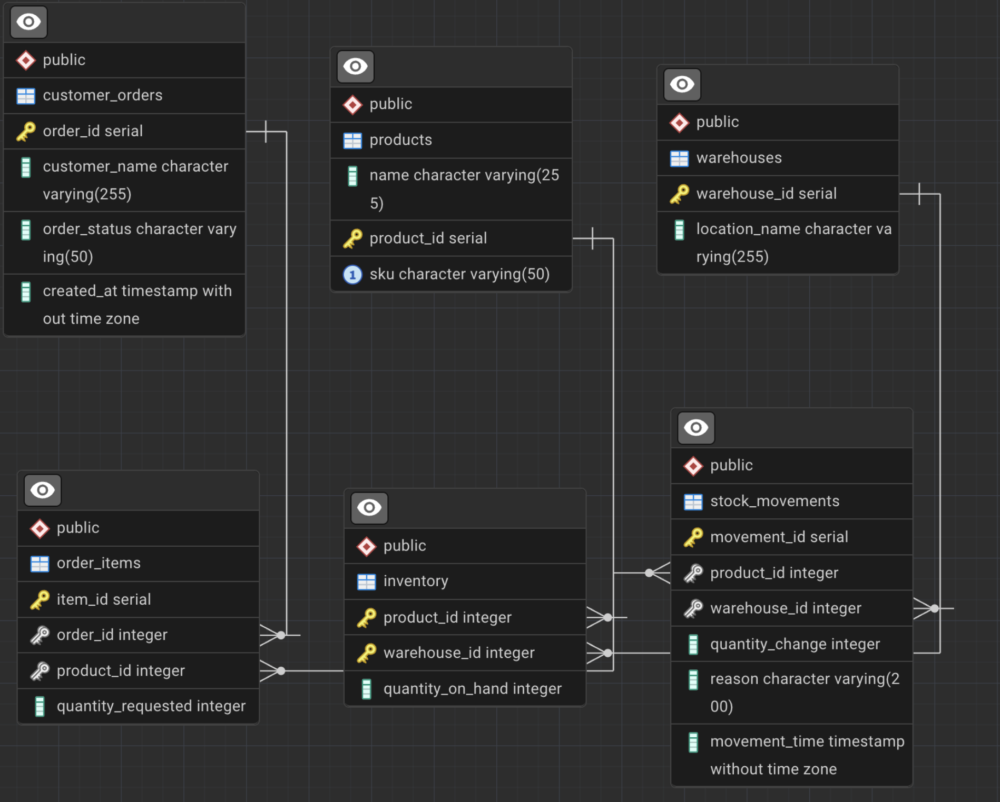 public
customer_orders
order_id serial
customer_name character
varying(255)
order_status character vary
ing(50)
created_at timestamp with
out time zone
public
products
name character varying(25
5)
product_id serial
1 sku character varying(50)
public
warehouses
warehouse_id serial
location_name character va
rying(255)
public
order_items
item_id serial
order_id integer
product_id integer
quantity_requested integer
public
inventory
product_id integer
warehouse_id integer
quantity_on_hand integer
public
stock_movements
movement_id serial
product_id integer
warehouse_id integer
quantity_change integer
reason character varying(2
00)
movement_time timestamp
without time zone